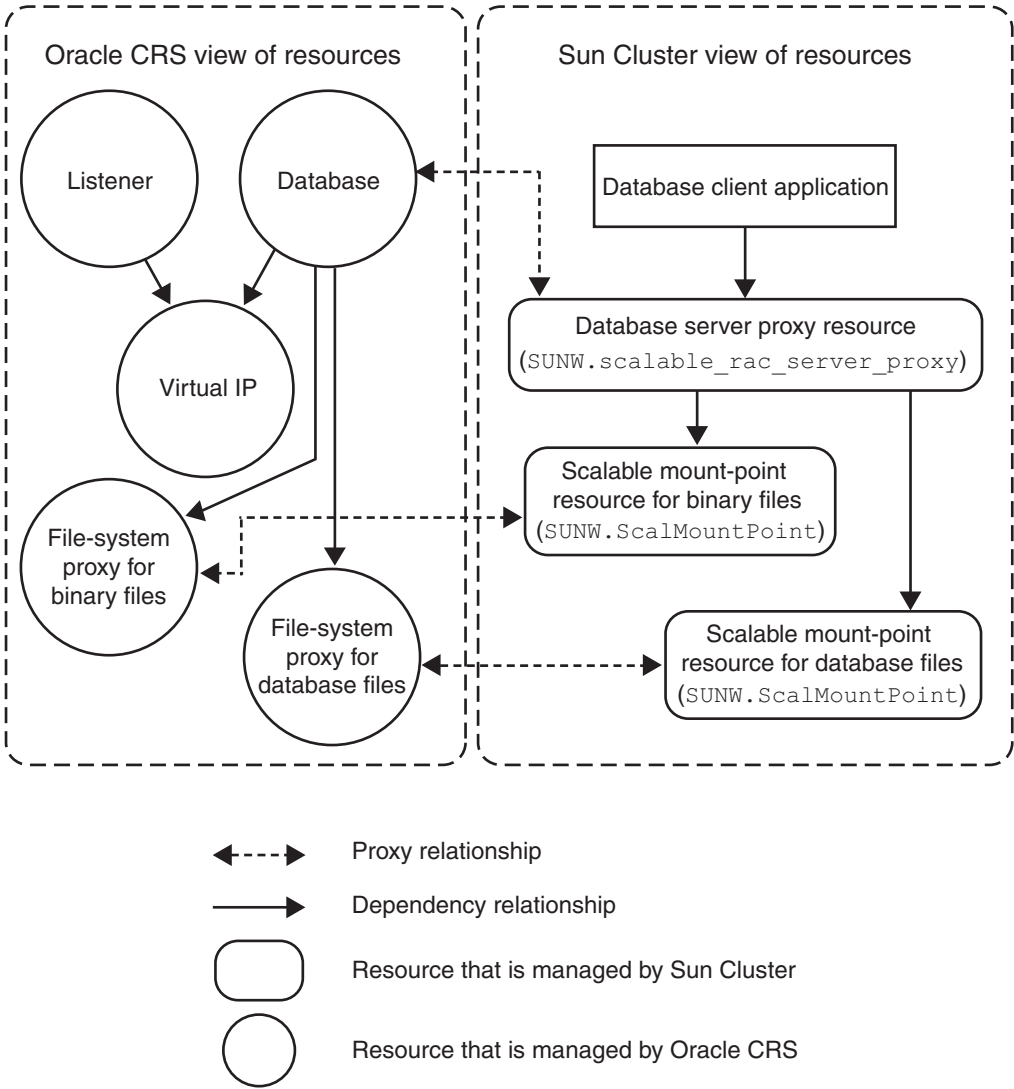 Oracle CRS view of resources
Listener
Database
Virtual IP
File-system
proxy for
binary files
File-system
proxy for
database files
Sun Cluster view of resources
Database client application
Database server proxy resource
(SUNW.scalable_rac_server_proxy)
Scalable mount-point
resource for binary files
(SUNW.ScalMountPoint)
Scalable mount-point
resource for database files
(SUNW.ScalMountPoint)
Proxy relationship
Dependency relationship
Resource that is managed by Sun Cluster
Resource that is managed by Oracle CRS